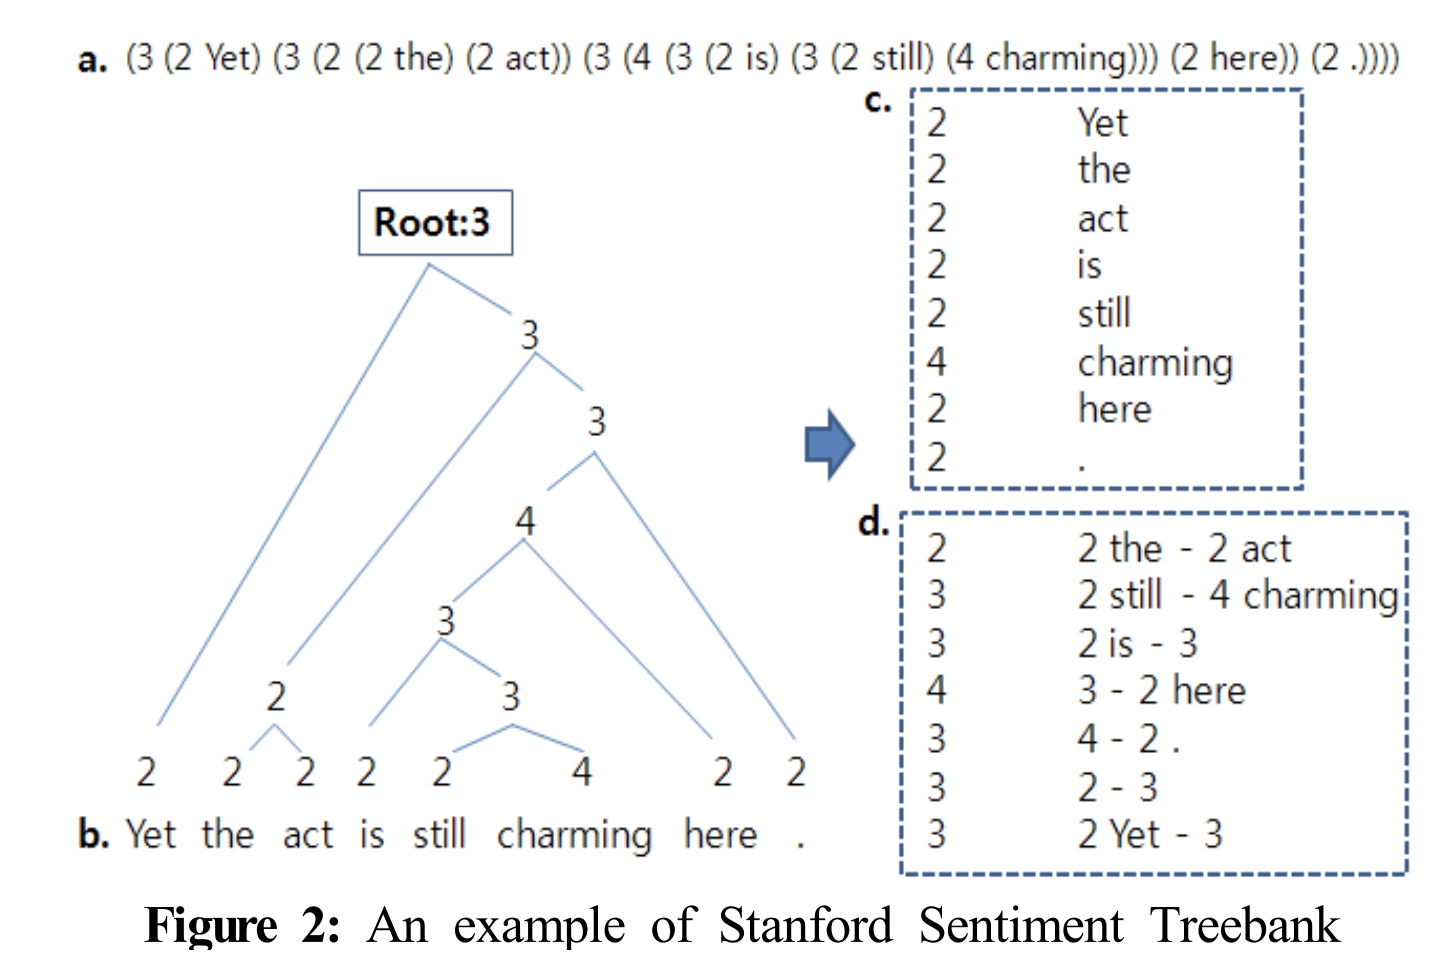 a. (3 (2 Yet) (3 (2 (2 the) (2 act)) (3 (4 (3 (2 is) (3 (2 still) (4 charming))) (2 here)) (2 .))))
Root:3
3
3
4
3
2 3
2 2 2 2 2 4 2 2
b. Yet the act is still charming here .
c.
2 Yet
2 the
2 act
2 is
2 still
4 charming
2 here
2 .
d.
2 2 the - 2 act
3 2 still - 4 charming
3 2 is - 3
4 3 - 2 here
3 4 - 2 .
3 2 - 3
3 2 Yet - 3
Figure 2: An example of Stanford Sentiment Treebank